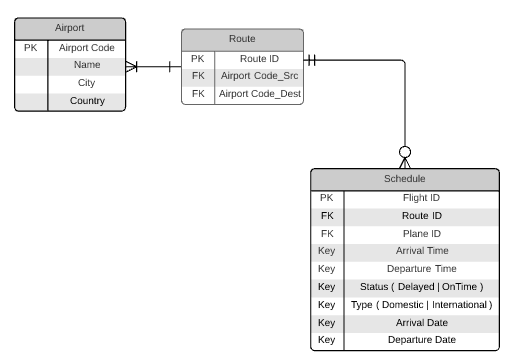 Airport
PK Airport Code
Name
City
Country
Route
PK Route ID
FK Airport Code_Src
FK Airport Code_Dest
Schedule
PK Flight ID
FK Route ID
FK Plane ID
Key Arrival Time
Key Departure Time
Key Status ( Delayed | OnTime )
Key Type ( Domestic | International )
Key Arrival Date
Key Departure Date